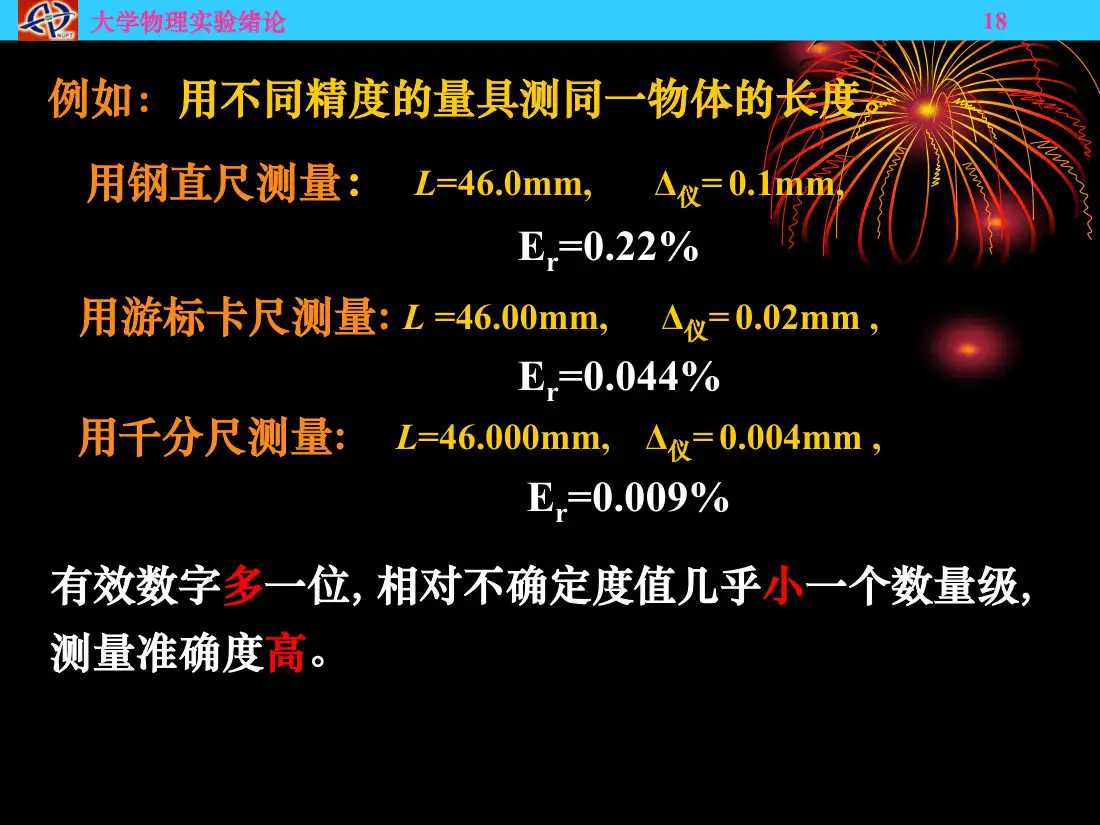 大学物理实验绪论 18
NUPT
例如：用不同精度的量具测同一物体的长度
用钢直尺测量： L=46.0mm, Δ仪= 0.1mm,
Er=0.22%
用游标卡尺测量: L =46.00mm, Δ仪= 0.02mm ,
Er=0.044%
用千分尺测量: L=46.000mm, Δ仪= 0.004mm ,
Er=0.009%
有效数字多一位, 相对不确定度值几乎小一个数量级,
测量准确度高。